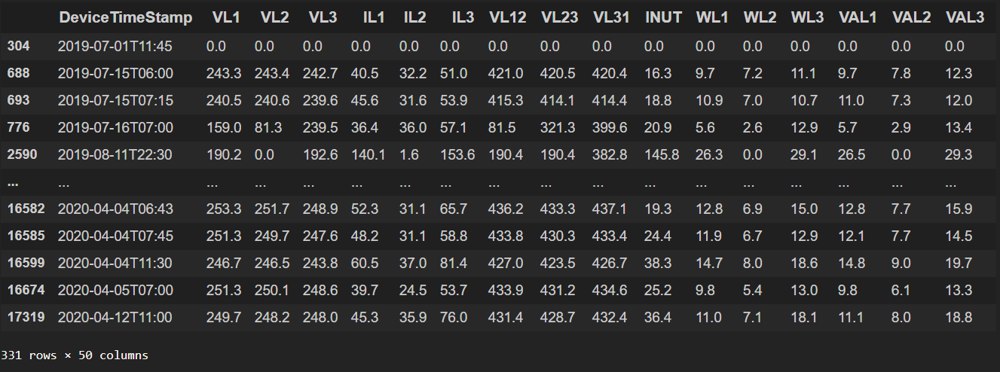 DeviceTimeStamp VL1 VL2 VL3 IL1 IL2 IL3 VL12 VL23 VL31 INUT WL1 WL2 WL3 VAL1 VAL2 VAL3
304 2019-07-01T11:45 0.0 0.0 0.0 0.0 0.0 0.0 0.0 0.0 0.0 0.0 0.0 0.0 0.0 0.0 0.0 0.0
688 2019-07-15T06:00 243.3 243.4 242.7 40.5 32.2 51.0 421.0 420.5 420.4 16.3 9.7 7.2 11.1 9.7 7.8 12.3
693 2019-07-15T07:15 240.5 240.6 239.6 45.6 31.6 53.9 415.3 414.1 414.4 18.8 10.9 7.0 10.7 11.0 7.3 12.0
776 2019-07-16T07:00 159.0 81.3 239.5 36.4 36.0 57.1 81.5 321.3 399.6 20.9 5.6 2.6 12.9 5.7 2.9 13.4
2590 2019-08-11T22:30 190.2 0.0 192.6 140.1 1.6 153.6 190.4 190.4 382.8 145.8 26.3 0.0 29.1 26.5 0.0 29.3
... ... ... ... ... ... ... ... ... ... ... ... ... ... ... ... ... ...
16582 2020-04-04T06:43 253.3 251.7 248.9 52.3 31.1 65.7 436.2 433.3 437.1 19.3 12.8 6.9 15.0 12.8 7.7 15.9
16585 2020-04-04T07:45 251.3 249.7 247.6 48.2 31.1 58.8 433.8 430.3 433.4 24.4 11.9 6.7 12.9 12.1 7.7 14.5
16599 2020-04-04T11:30 246.7 246.5 243.8 60.5 37.0 81.4 427.0 423.5 426.7 38.3 14.7 8.0 18.6 14.8 9.0 19.7
16674 2020-04-05T07:00 251.3 250.1 248.6 39.7 24.5 53.7 433.9 431.2 434.6 25.2 9.8 5.4 13.0 9.8 6.1 13.3
17319 2020-04-12T11:00 249.7 248.2 248.0 45.3 35.9 76.0 431.4 428.7 432.4 36.4 11.0 7.1 18.1 11.1 8.0 18.8
331 rows × 50 columns